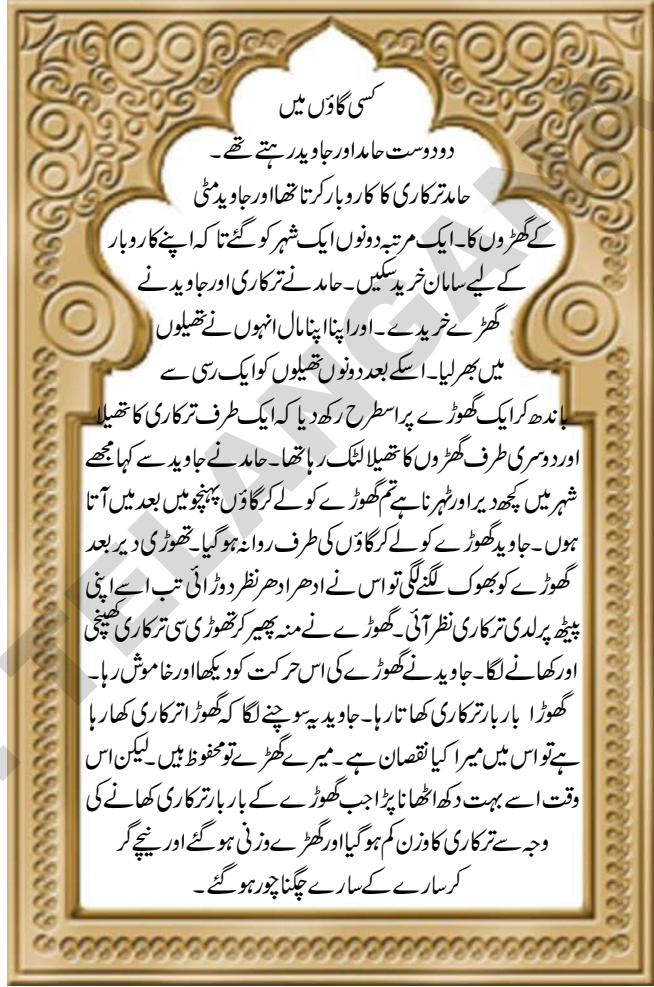 کسی گاؤں میں
دو دوست حامد اور جاوید رہتے تھے۔
حامد ترکاری کا کاروبار کرتا تھا اور جاوید مٹی
کے گھڑوں کا۔ ایک مرتبہ دونوں ایک شہر کو گئے تا کہ اپنے کاروبار
کے لیے سامان خرید سکیں۔ حامد نے ترکاری اور جاوید نے
گھڑے خریدے۔ اور اپنا اپنا مال انہوں نے تھیلوں
میں بھر لیا۔ اسکے بعد دونوں تھیلوں کو ایک رسی سے
باندھ کر ایک گھوڑے پر اسطرح رکھ دیا کہ ایک طرف ترکاری کا تھیلا
اور دوسری طرف گھڑوں کا تھیلا لٹک رہا تھا۔ حامد نے جاوید سے کہا مجھے
شہر میں کچھ دیر اور ٹہرنا ہے تم گھوڑے کو لے کر گاؤں پہنچو میں بعد میں آتا
ہوں۔ جاوید گھوڑے کو لے کر گاؤں کی طرف روانہ ہو گیا۔ تھوڑی دیر بعد
گھوڑے کو بھوک لگنے لگی تو اس نے ادھر ادھر نظر دوڑائی تب اسے اپنی
پیٹھ پر لدی ترکاری نظر آئی۔ گھوڑے نے منہ پھیر کر تھوڑی سی ترکاری کھینچی
اور کھانے لگا۔ جاوید نے گھوڑے کی اس حرکت کو دیکھا اور خاموش رہا۔
گھوڑا بار بار ترکاری کھاتا رہا۔ جاوید یہ سوچنے لگا کہ گھوڑا ترکاری کھا رہا
ہے تو اس میں میرا کیا نقصان ہے۔ میرے گھڑے تو محفوظ ہیں۔ لیکن اس
وقت اسے بہت دکھ اٹھانا پڑا جب گھوڑے کے بار بار ترکاری کھانے کی
وجہ سے ترکاری کا وزن کم ہو گیا اور گھڑے وزنی ہو گئے اور نیچے گر
کر سارے کے سارے چکنا چور ہو گئے۔
TELANGANA